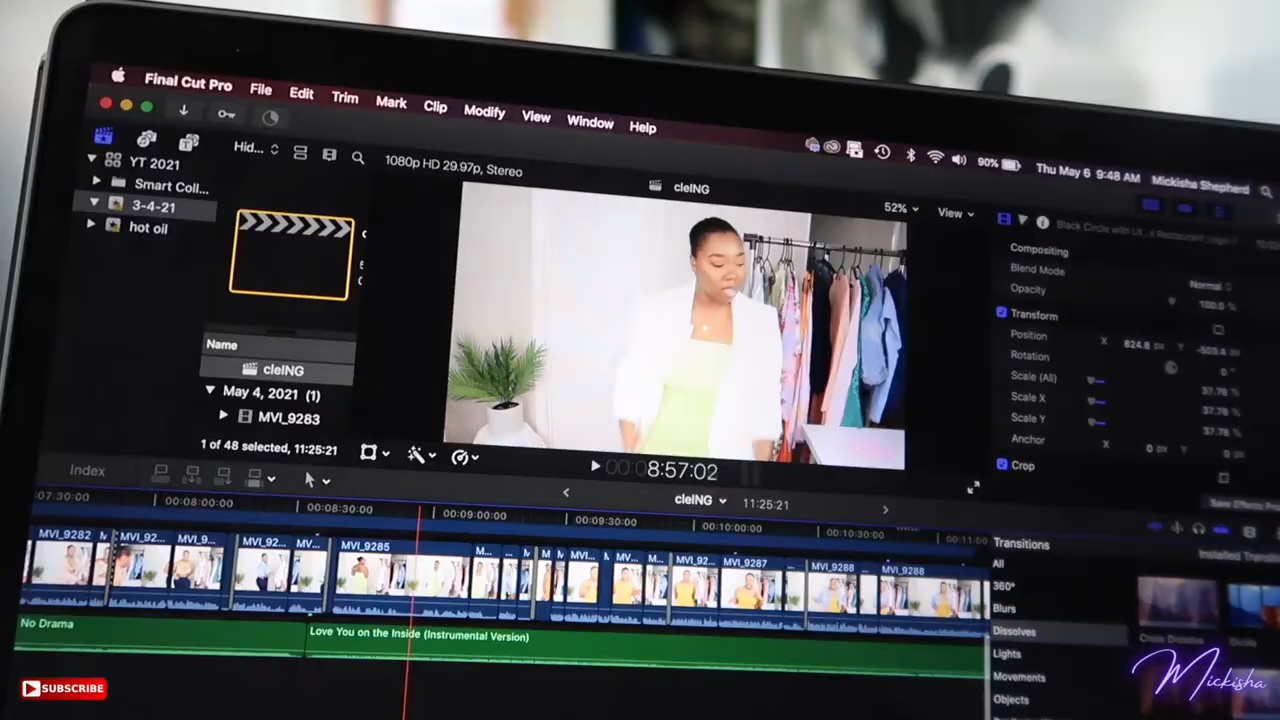 Final Cut Pro File Edit Trim Mark Clip Modify View Window Help
90% Thu May 6 9:48 AM Mickisha Shepherd
YT 2021
Smart Coll...
3-4-21
hot oil
Hid...
1080p HD 29.97p, Stereo
cleING
52%
View
Name
cleING
May 4, 2021 (1)
MVI_9283
1 of 48 selected, 11:25:21
00:00:8:57:02
Compositing
Blend Mode Normal
Opacity 100.0 %
Transform
Position X 824.8 px Y
Rotation 0 °
Scale (All) 37.78 %
Scale X 37.78 %
Scale Y 37.78 %
Anchor X 0 px Y 0 px
Crop
Index
cleING 11:25:21
07:30:00 00:08:00:00 00:08:30:00 00:09:00:00 00:09:30:00 00:10:00:00 00:10:30:00 00:11:00
MVI_9282 M MVI_92... MVI_9... MVI_92... MVI... MVI_9285 M... ... ... M M MVI... M MV... M... MVI_92... MVI_9287 ... MVI_9288 MVI_9288
No Drama
Love You on the Inside (Instrumental Version)
Transitions
All
360°
Blurs
Dissolves
Lights
Movements
Objects
SUBSCRIBE
Mickisha